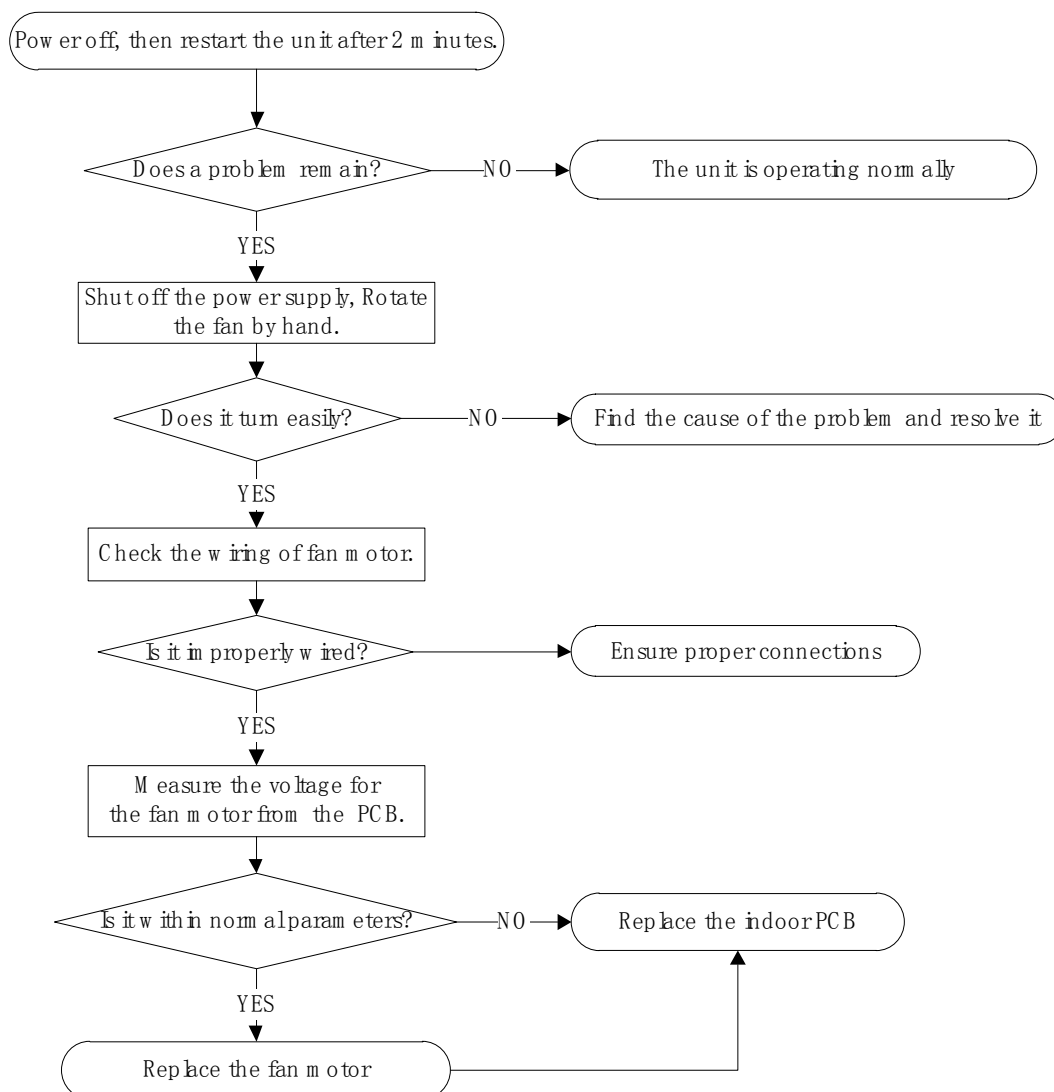 Power off, then restart the unit after 2 minutes.
Does a problem remain?
NO
The unit is operating normally
YES
Shut off the power supply, Rotate
the fan by hand.
Does it turn easily?
NO
Find the cause of the problem and resolve it
YES
Check the wiring of fan motor.
Is it improperly wired?
Ensure proper connections
YES
Measure the voltage for
the fan motor from the PCB.
Is it within normal parameters?
NO
Replace the indoor PCB
YES
Replace the fan motor